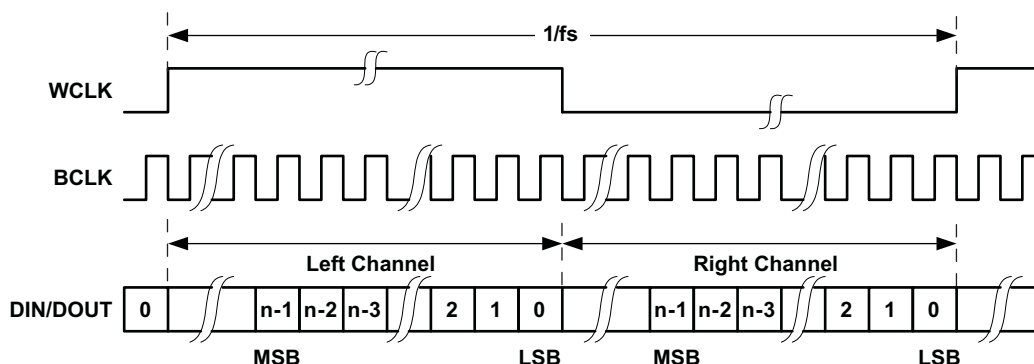 1/fs
WCLK
BCLK
Left Channel Right Channel
DIN/DOUT 0 n-1 n-2 n-3 2 1 0 n-1 n-2 n-3 2 1 0
MSB LSB MSB LSB